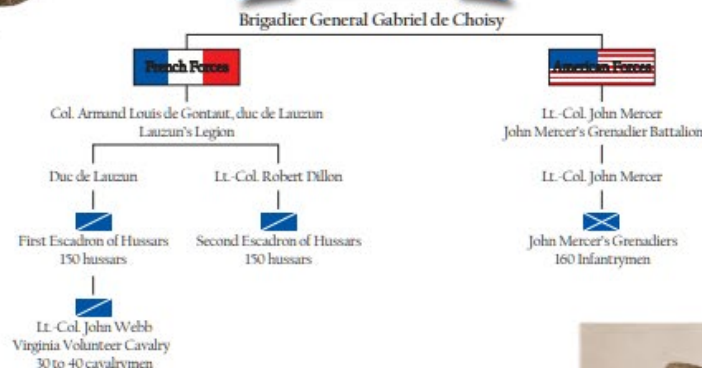 Brigadier General Gabriel de Choisy
French Forces
American Forces
Col. Armand Louis de Gontaut, duc de Lauzun
Lauzun's Legion
Lt.-Col. John Mercer
John Mercer's Grenadier Battalion
Duc de Lauzun
Lt.-Col. Robert Dillon
Lt.-Col. John Mercer
First Escadron of Hussars
150 hussars
Second Escadron of Hussars
150 hussars
John Mercer's Grenadiers
160 Infantrymen
Lt.-Col. John Webb
Virginia Volunteer Cavalry
30 to 40 cavalrymen